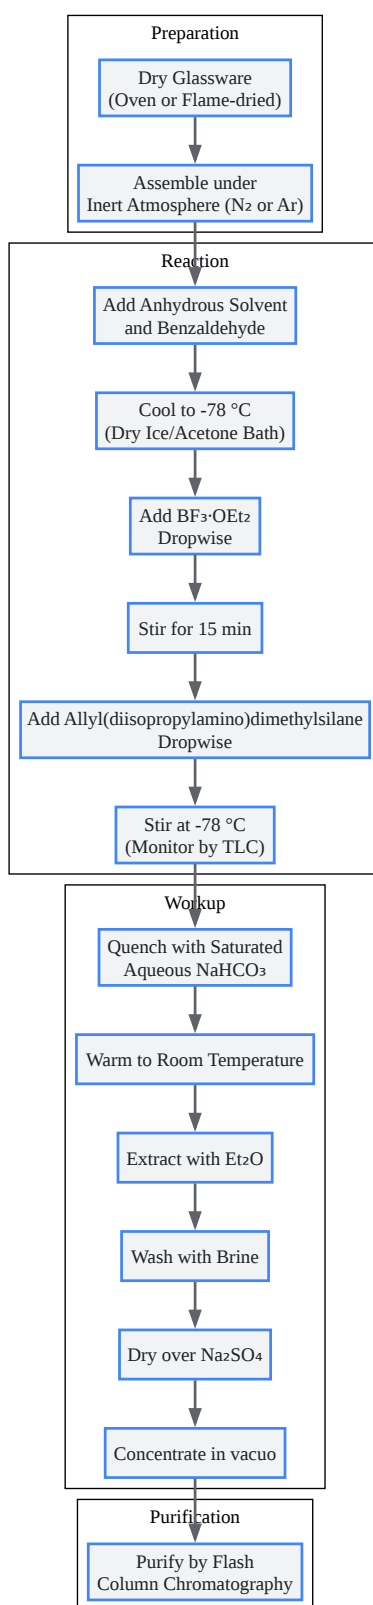 Preparation
Dry Glassware
(Oven or Flame-dried)
Assemble under
Inert Atmosphere (N₂ or Ar)
Reaction
Add Anhydrous Solvent
and Benzaldehyde
Cool to -78 °C
(Dry Ice/Acetone Bath)
Add BF₃·OEt₂
Dropwise
Stir for 15 min
Add Allyl(diisopropylamino)dimethylsilane
Dropwise
Stir at -78 °C
(Monitor by TLC)
Workup
Quench with Saturated
Aqueous NaHCO₃
Warm to Room Temperature
Extract with Et₂O
Wash with Brine
Dry over Na₂SO₄
Concentrate in vacuo
Purification
Purify by Flash
Column Chromatography